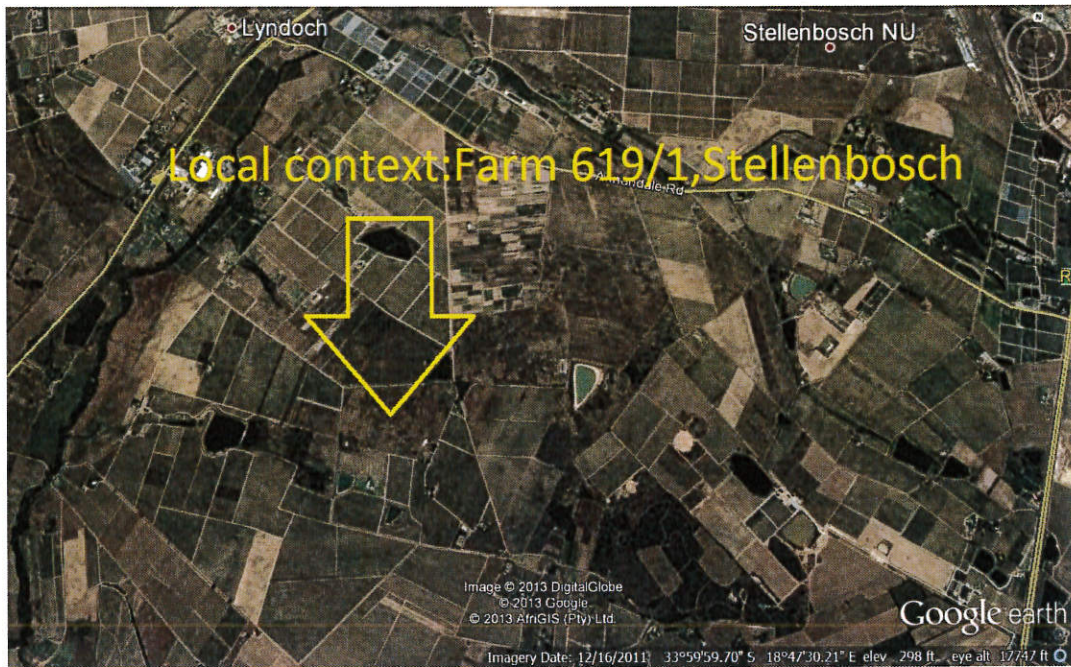 Lyndoch
Stellenbosch NU
N
Local context:Farm 619/1,Stellenbosch
Annandale Rd
R
Image © 2013 DigitalGlobe
© 2013 Google
© 2013 AfriGIS (Pty) Ltd.
Google earth
Imagery Date: 12/16/2011 33°59'59.70" S 18°47'30.21" E elev 298 ft eye alt 17747 ft